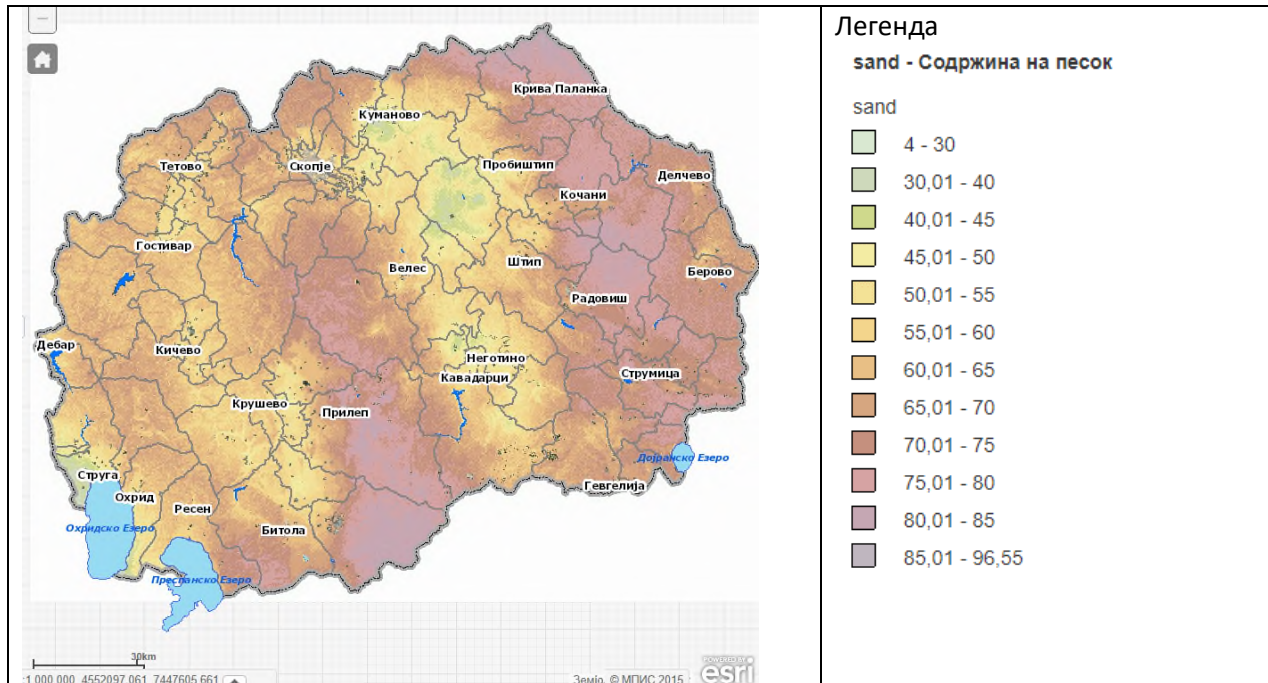 Крива Паланка
Куманово
Тетово
Скопје
Пробиштип
Делчево
Кочани
Гостивар
Велес
Штип
Берово
Радовиш
Дебар
Кичево
Неготино
Кавадарци
Струмица
Крушево
Прилеп
Дојранско Езеро
Струга
Гевгелија
Охрид
Ресен
Охридско Езеро
Битола
Преспанско Езеро
30km
:1 000 000 4552097,061 7447605,661
Земјо, © МПИС 2015
POWERED BY
esri
Легенда
sand - Содржина на песок
sand
4 - 30
30,01 - 40
40,01 - 45
45,01 - 50
50,01 - 55
55,01 - 60
60,01 - 65
65,01 - 70
70,01 - 75
75,01 - 80
80,01 - 85
85,01 - 96,55